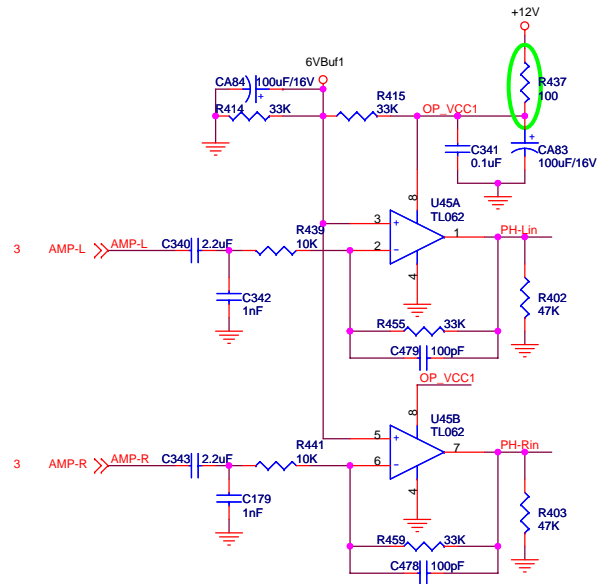 +12V
6VBuf1
CA84 100uF/16V
R437
100
R415
R414 33K
33K
OP_VCC1
C341
0.1uF
CA83
100uF/16V
8
U45A
TL062
3
+
1
PH-Lin
2
-
4
3 AMP-L AMP-L C340 2.2uF R439
10K
C342
1nF
R402
47K
R455 33K
C479 100pF
OP_VCC1
8
U45B
TL062
5
+
7
PH-Rin
6
-
4
3 AMP-R AMP-R C343 2.2uF R441
10K
C179
1nF
R403
47K
R459 33K
C478 100pF